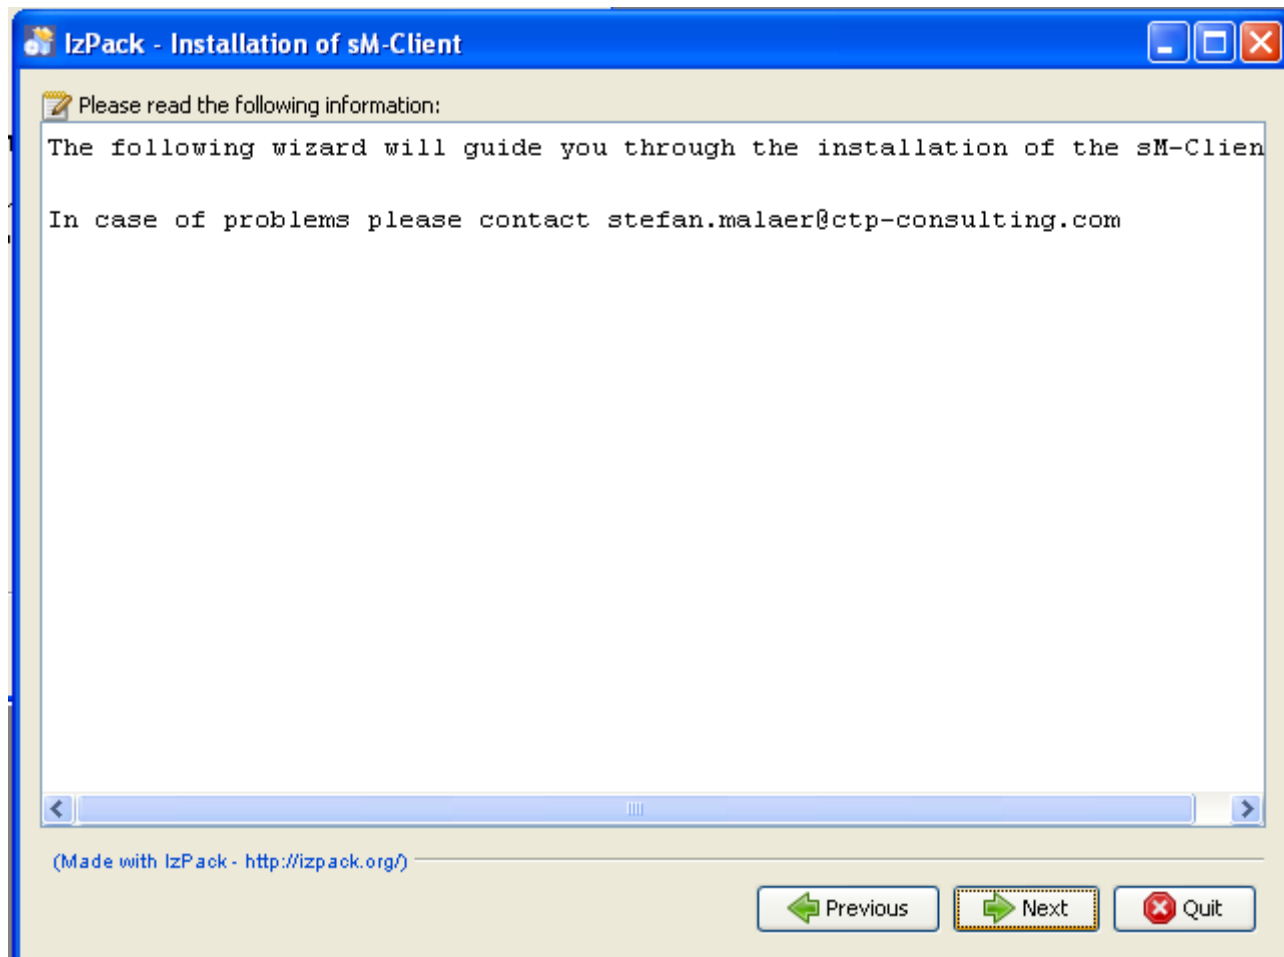 IzPack - Installation of sM-Client
Please read the following information:
The following wizard will guide you through the installation of the sM-Clien
In case of problems please contact stefan.malaer@ctp-consulting.com
(Made with IzPack - http://izpack.org/)
Previous
Next
Quit